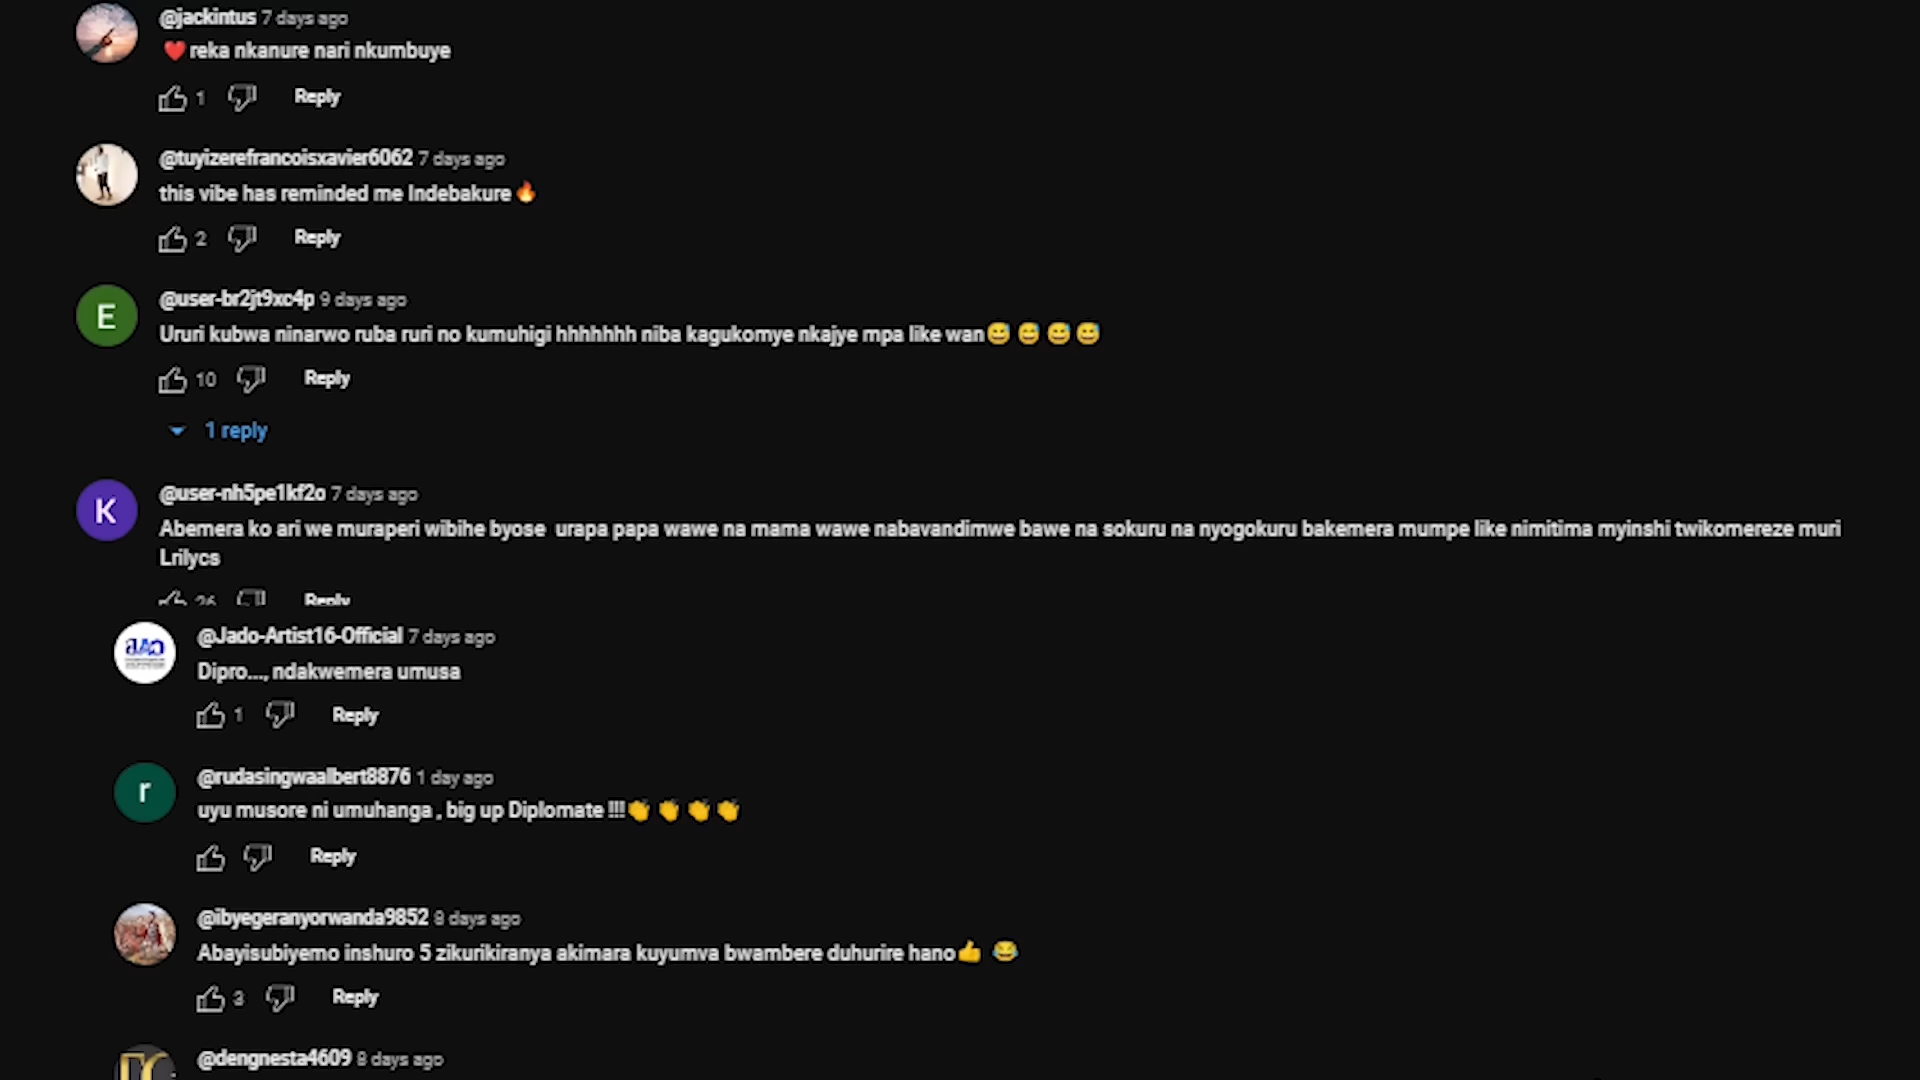 @jackintus 7 days ago
❤️ reka nkanure nari nkumbuye
1 Reply
@tuyizerefrancoisxavier6062 7 days ago
this vibe has reminded me Indebakure🔥
2 Reply
E
@user-br2jt9xc4p 9 days ago
Ururi kubwa ninarwo ruba ruri no kumuhigi hhhhhhh niba kagukomye nkajye mpa like wan😅 😅 😅 😅
10 Reply
1 reply
K
@user-nh5pe1kf2o 7 days ago
Abemera ko ari we muraperi wibihe byose urapa papa wawe na mama wawe nabavandimwe bawe na sokuru na nyogokuru bakemera mumpe like nimitima myinshi twikomereze muri
Lrilycs
26 Reply
@Jado-Artist16-Official 7 days ago
Dipro..., ndakwemera umusa
1 Reply
r
@rudasingwaalbert8876 1 day ago
uyu musore ni umuhanga , big up Diplomate !!!👏 👏 👏 👏
Reply
@ibyegeranyorwanda9852 8 days ago
Abayisubiyemo inshuro 5 zikurikiranya akimara kuyumva bwambere duhurire hano👍 😂
3 Reply
@dengnesta4609 8 days ago